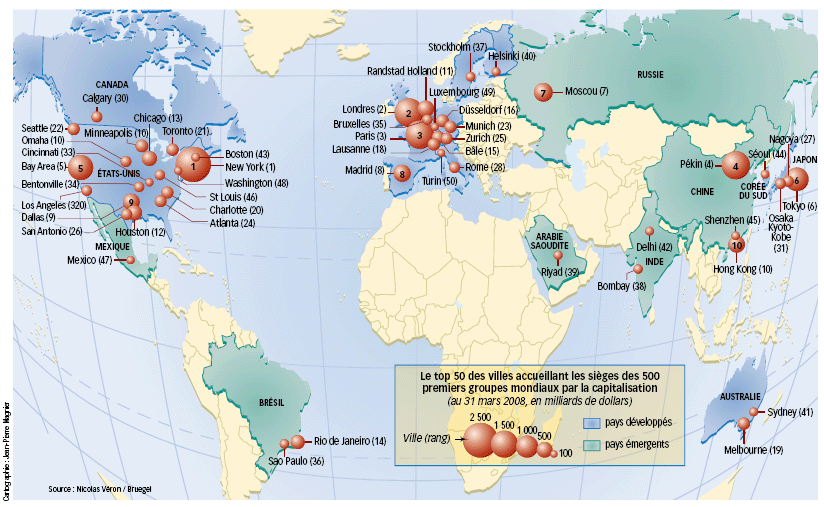 Stockholm (37)
Helsinki (40)
Randstad Holland (11)
RUSSIE
CANADA
Luxembourg (49)
Calgary (30)
7
Moscou (7)
Londres (2)
2
Düsseldorf (16)
Chicago (13)
Seattle (22)
Minneapolis (10)
Toronto (21)
Bruxelles (35)
Munich (23)
Nagoya (27)
Omaha (10)
Paris (3)
3
Zurich (25)
Cincinnati (33)
Boston (43)
Lausanne (18)
Bâle (15)
Séoul (44)
JAPON
Bay Area (5)
5
ÉTATS-UNIS
1
New York (1)
Madrid (8)
8
Rome (28)
Pékin (4)
4
6
Bentonville (34)
Washington (48)
Turin (50)
CORÉE
DU SUD
St Louis (46)
CHINE
Los Angeles (320)
9
Charlotte (20)
Tokyo (6)
Dallas (9)
Atlanta (24)
Shenzhen (45)
Osaka
Kyoto-
Kobe
(31)
San Antonio (26)
Houston (12)
ARABIE
SAOUDITE
MEXIQUE
Delhi (42)
10
Mexico (47)
Riyad (39)
INDE
Hong Kong (10)
Bombay (38)
Le top 50 des villes accueillant les sièges des 500
premiers groupes mondiaux par la capitalisation
(au 31 mars 2008, en milliards de dollars)
2 500
1 500
1 000
500
100
Ville (rang)
pays développés
pays émergents
BRÉSIL
AUSTRALIE
Sydney (41)
Rio de Janeiro (14)
Melbourne (19)
Sao Paulo (36)
Source : Nicolas Véron / Bruegel
Cartographie : Jean-Pierre Magnier